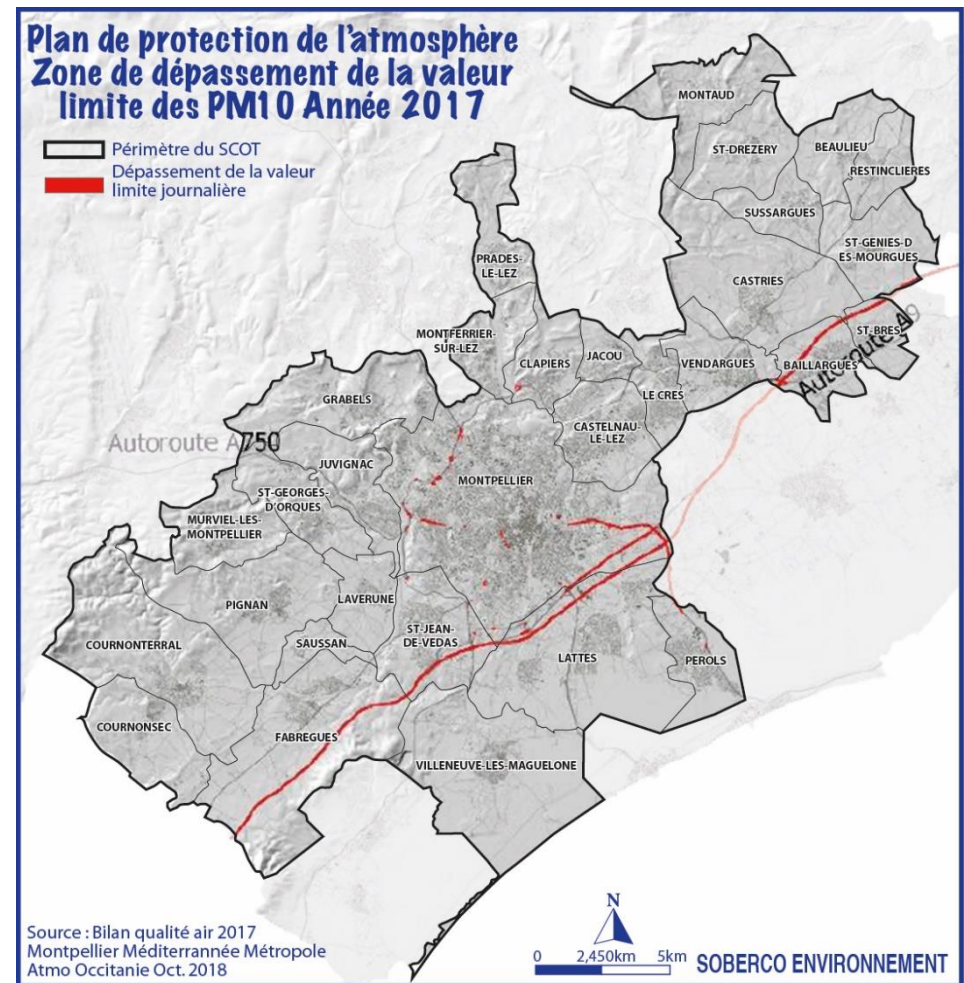 Plan de protection de l'atmosphère
Zone de dépassement de la valeur
limite des PM10 Année 2017
Périmètre du SCOT
Dépassement de la valeur
limite journalière
MONTAUD
ST-DREZERY
BEAULIEU
RESTINCLIERES
SUSSARGUES
ST-GENIES-D
ES-MOURGUES
PRADES-
LE-LEZ
CASTRIES
MONTFERRIER-
SUR-LEZ
CLAPIERS
JACOU
VENDARGUES
ST-BRES
BAILLARGUES
Autoroute A9
LE CRES
GRABELS
CASTELNAU-
LE-LEZ
Autoroute A750
JUVIGNAC
MONTPELLIER
ST-GEORGES-
D'ORQUES
MURVIEL-LES-
MONTPELLIER
PIGNAN
LAVERUNE
ST-JEAN-
DE-VEDAS
COURNONTERRAL
SAUSSAN
LATTES
PEROLS
COURNONSEC
FABREGUES
VILLENEUVE-LES-MAGUELONE
Source : Bilan qualité air 2017
Montpellier Méditerrannée Métropole
Atmo Occitanie Oct. 2018
N
0 2,450km 5km
SOBERCO ENVIRONNEMENT